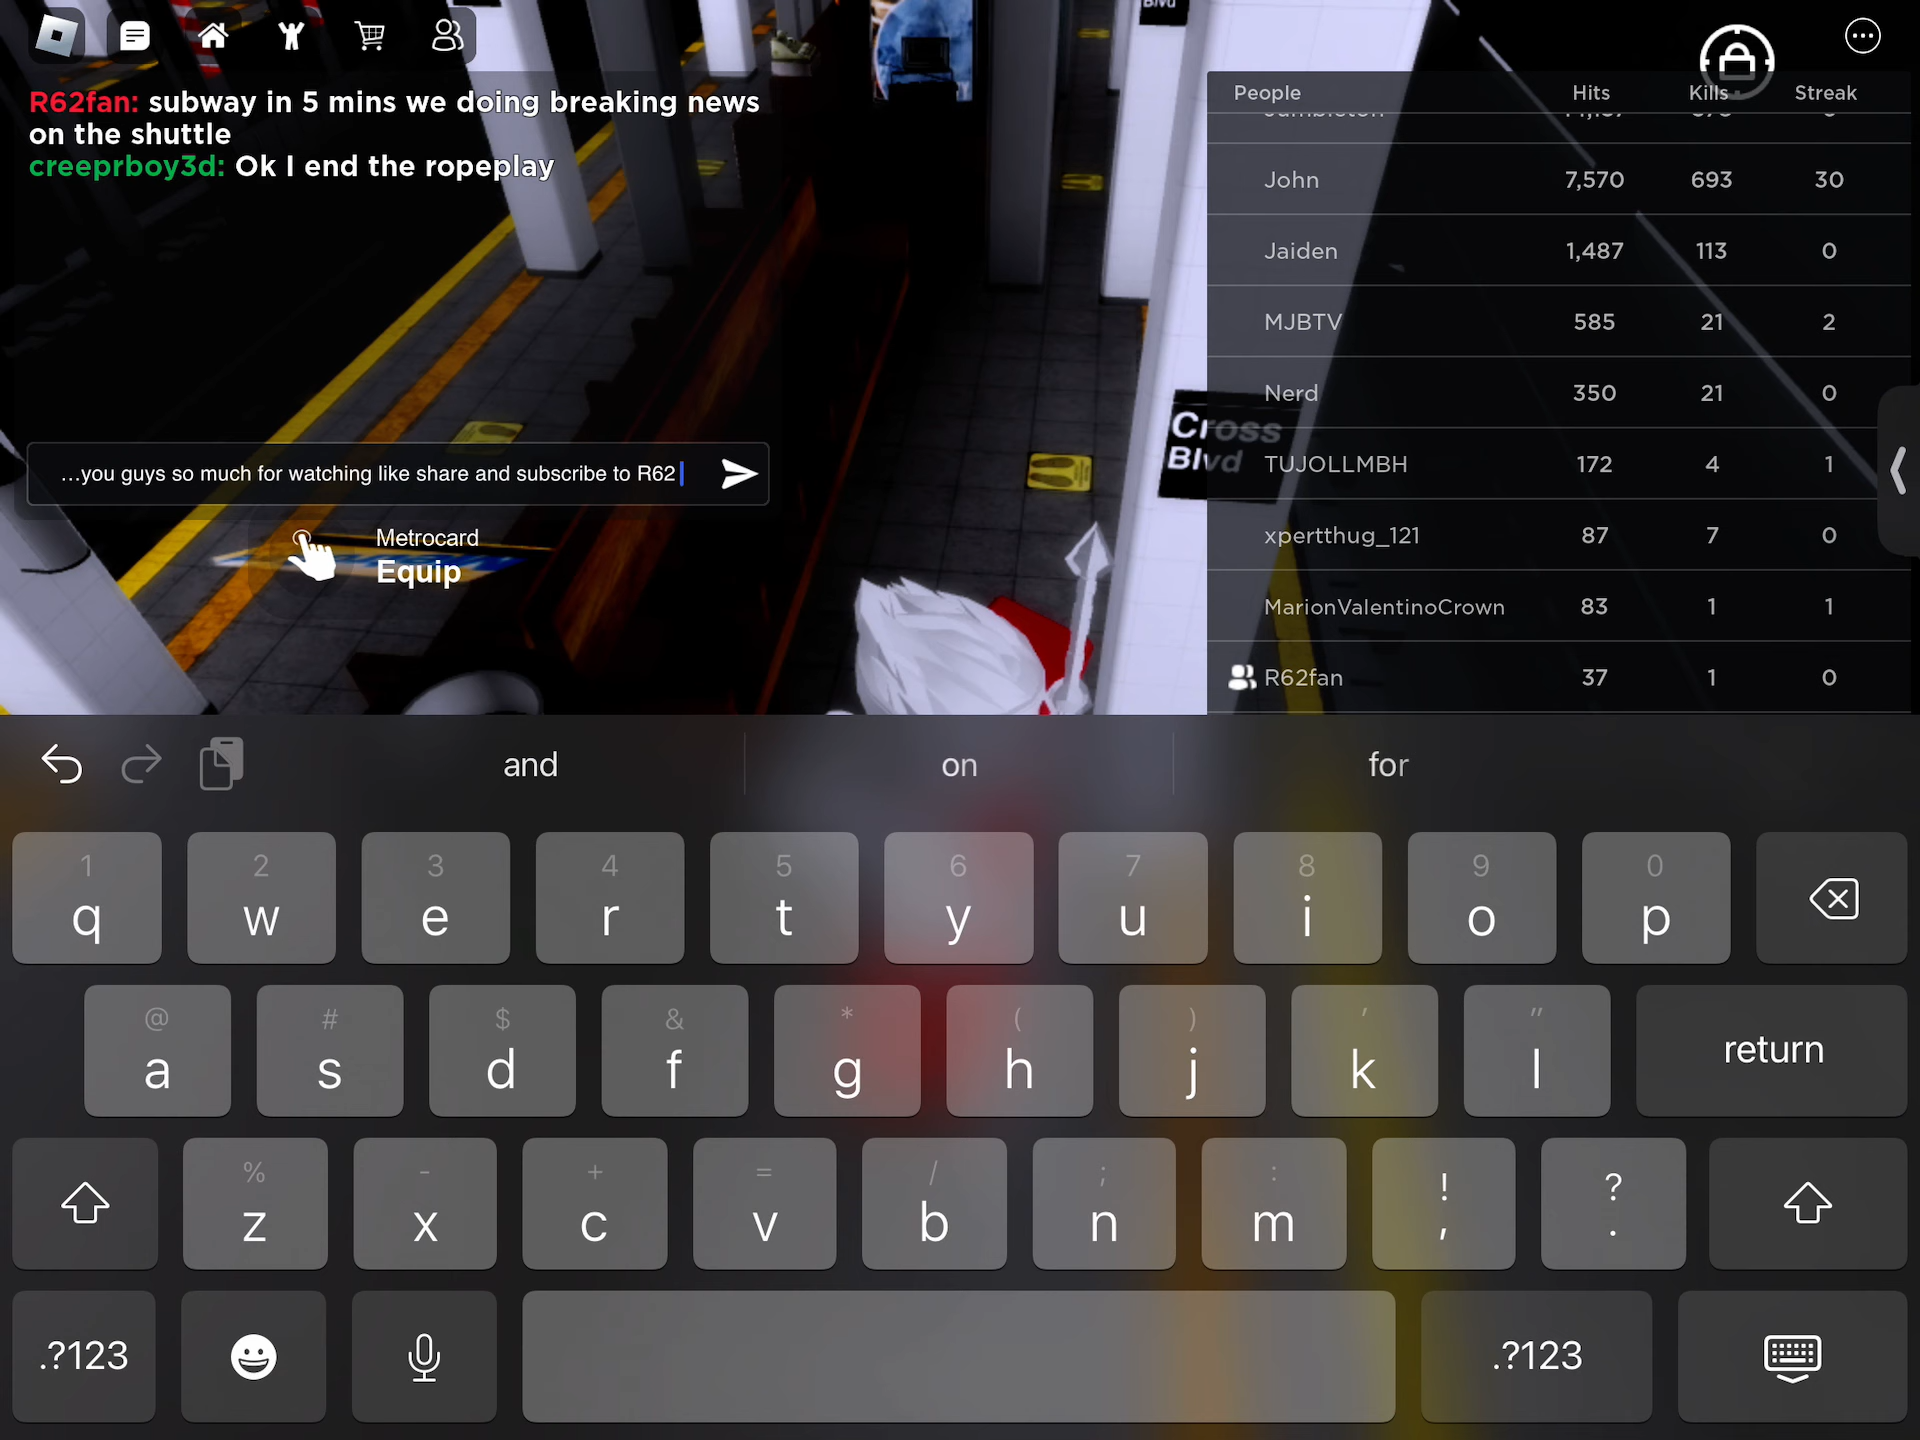 R62fan: subway in 5 mins we doing breaking news
on the shuttle
creeprboy3d: Ok I end the ropeplay
...you guys so much for watching like share and subscribe to R62
Metrocard
Equip
Blvd
Cross
Blvd
People Hits Kills Streak
John 7,570 693 30
Jaiden 1,487 113 0
MJBTV 585 21 2
Nerd 350 21 0
TUJOLLMBH 172 4 1
xpertthug_121 87 7 0
MarionValentinoCrown 83 1 1
R62fan 37 1 0
and on for
1 2 3 4 5 6 7 8 9 0
q w e r t y u i o p
@ # $ & * ( ) ' "
a s d f g h j k l return
% - + = / ; : ! ?
z x c v b n m , .
.?123 .?123